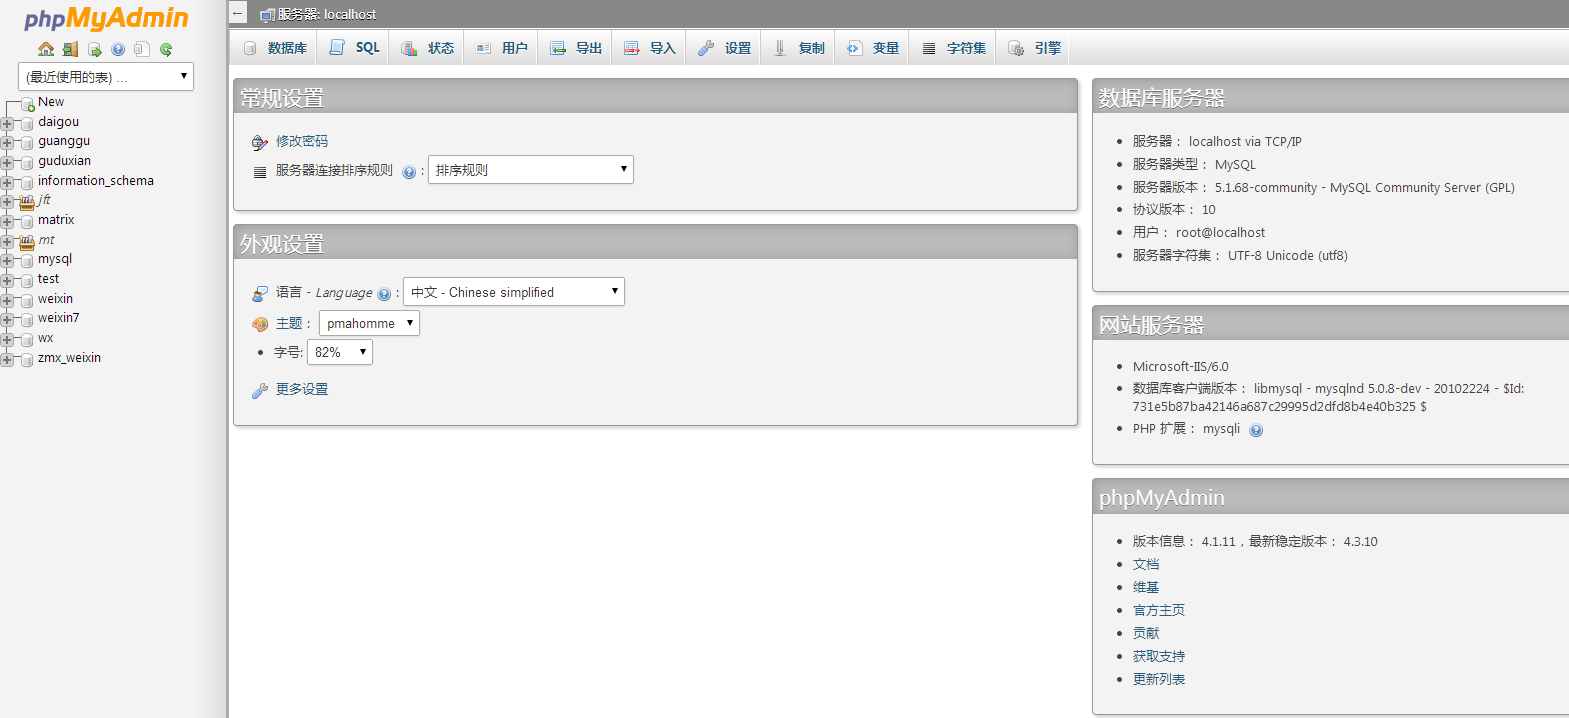 phpMyAdmin
(最近使用的表) ...
New
daigou
guanggu
guduxian
information_schema
jft
matrix
mt
mysql
test
weixin
weixin7
wx
zmx_weixin
← 服务器: localhost
数据库 SQL 状态 用户 导出 导入 设置 复制 变量 字符集 引擎
常规设置
修改密码
服务器连接排序规则 : 排序规则
外观设置
语言 - Language : 中文 - Chinese simplified
主题： pmahomme
字号: 82%
更多设置
数据库服务器
服务器： localhost via TCP/IP
服务器类型： MySQL
服务器版本： 5.1.68-community - MySQL Community Server (GPL)
协议版本： 10
用户： root@localhost
服务器字符集： UTF-8 Unicode (utf8)
网站服务器
Microsoft-IIS/6.0
数据库客户端版本： libmysql - mysqlnd 5.0.8-dev - 20102224 - $Id:
731e5b87ba42146a687c29995d2dfd8b4e40b325 $
PHP 扩展： mysqli
phpMyAdmin
版本信息： 4.1.11，最新稳定版本： 4.3.10
文档
维基
官方主页
贡献
获取支持
更新列表